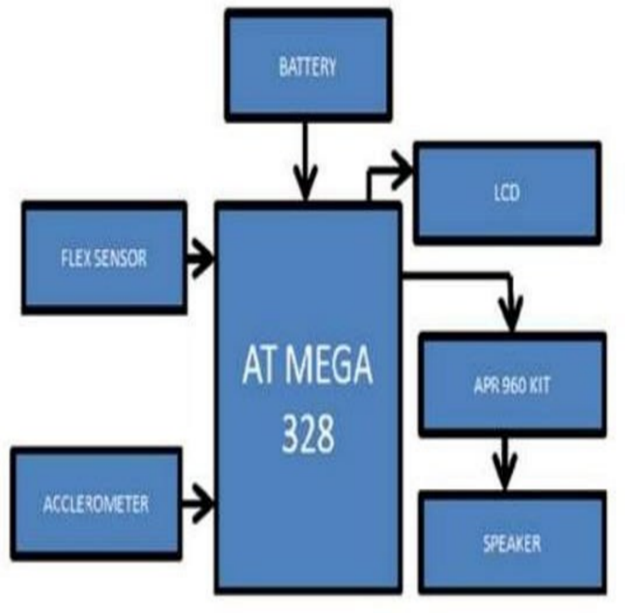 BATTERY
LCD
FLEX SENSOR
AT MEGA
328
APR 960 KIT
ACCLEROMETER
SPEAKER